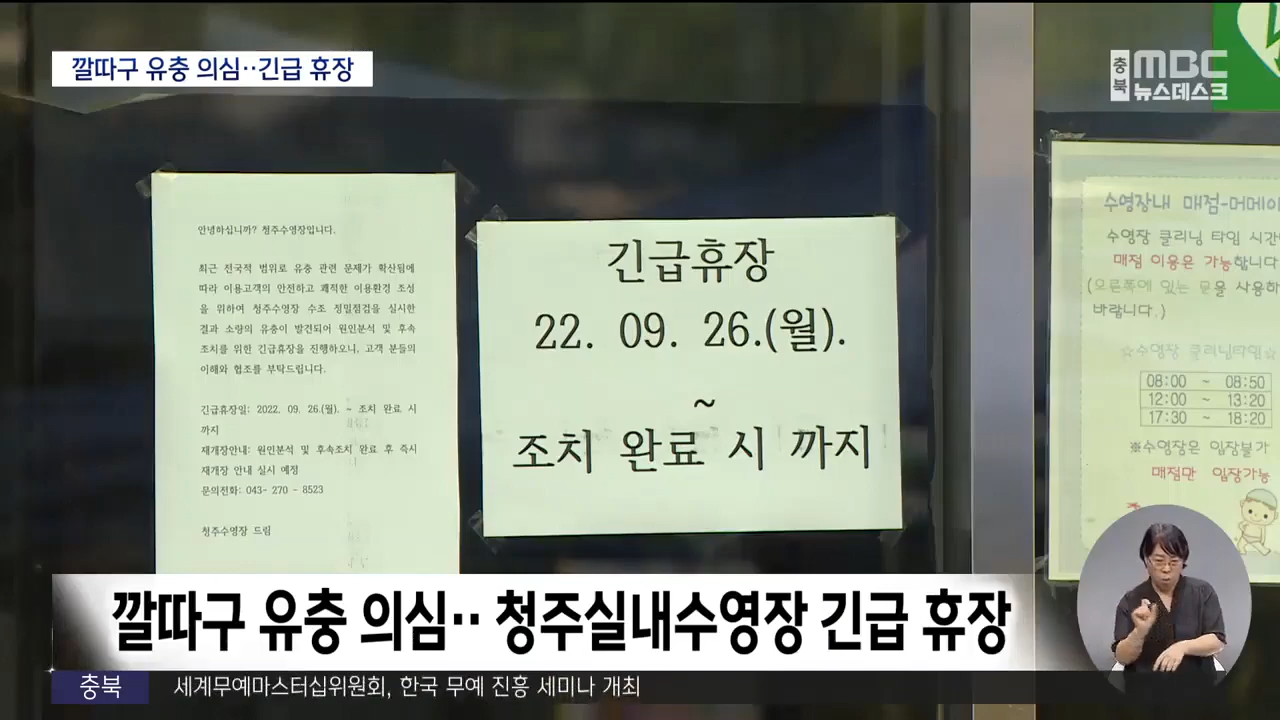 깔따구 유충 의심··긴급 휴장
충북 MBC
뉴스데스크
안녕하십니까? 청주수영장입니다.
최근 전국적 범위로 유충 관련 문제가 확산됨에
따라 이용고객의 안전하고 쾌적한 이용환경 조성
을 위하여 청주수영장 수조 정밀점검을 실시한
결과 소량의 유충이 발견되어 원인분석 및 후속
조치를 위한 긴급휴장을 진행하오니, 고객 분들의
이해와 협조를 부탁드립니다.
긴급휴장일: 2022. 09. 26.(월). ~ 조치 완료 시
까지
재개장안내: 원인분석 및 후속조치 완료 후 즉시
재개장 안내 실시 예정
문의전화: 043- 270 - 8523
청주수영장 드림
긴급휴장
22. 09. 26.(월).
~
조치 완료 시 까지
수영장내 매점-머메이
수영장 클리닝 타임 시간
매점 이용은 가능합니다
(오른쪽에 있는 문을 사용하
바랍니다.)
☆수영장 클리닝타임☆
08:00 ~ 08:50
12:00 ~ 13:20
17:30 ~ 18:20
※수영장은 입장불가
매점만 입장가능
깔따구 유충 의심·· 청주실내수영장 긴급 휴장
충북 세계무예마스터십위원회, 한국 무예 진흥 세미나 개최